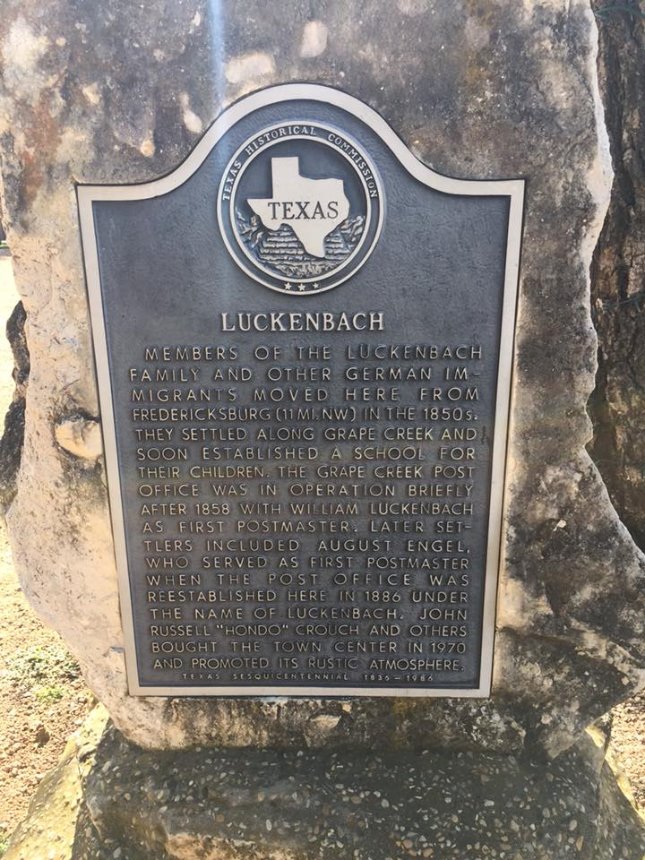 TEXAS HISTORICAL COMMISSION
TEXAS
LUCKENBACH
MEMBERS OF THE LUCKENBACH
FAMILY AND OTHER GERMAN IM-
MIGRANTS MOVED HERE FROM
FREDERICKSBURG (11 MI. NW) IN THE 1850s.
THEY SETTLED ALONG GRAPE CREEK AND
SOON ESTABLISHED A SCHOOL FOR
THEIR CHILDREN. THE GRAPE CREEK POST
OFFICE WAS IN OPERATION BRIEFLY
AFTER 1858 WITH WILLIAM LUCKENBACH
AS FIRST POSTMASTER. LATER SET-
TLERS INCLUDED AUGUST ENGEL,
WHO SERVED AS FIRST POSTMASTER
WHEN THE POST OFFICE WAS
REESTABLISHED HERE IN 1886 UNDER
THE NAME OF LUCKENBACH. JOHN
RUSSELL "HONDO" CROUCH AND OTHERS
BOUGHT THE TOWN CENTER IN 1970
AND PROMOTED ITS RUSTIC ATMOSPHERE.
TEXAS SESQUICENTENNIAL 1836-1986